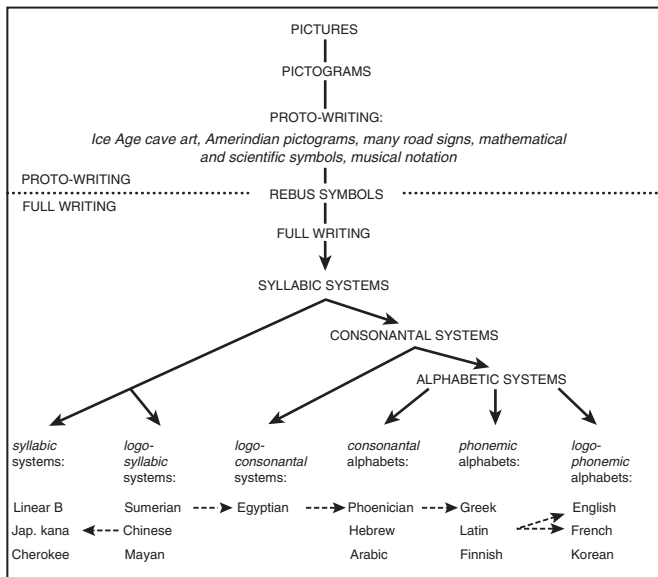 PICTURES
PICTOGRAMS
PROTO-WRITING:
Ice Age cave art, Amerindian pictograms, many road signs, mathematical
and scientific symbols, musical notation
PROTO-WRITING
REBUS SYMBOLS
FULL WRITING
FULL WRITING
SYLLABIC SYSTEMS
CONSONANTAL SYSTEMS
ALPHABETIC SYSTEMS
syllabic logo- logo- consonantal phonemic logo-
systems: syllabic consonantal alphabets: alphabets: phonemic
systems: systems: alphabets:
Linear B Sumerian Egyptian Phoenician Greek English
Jap. kana Chinese Hebrew Latin French
Cherokee Mayan Arabic Finnish Korean